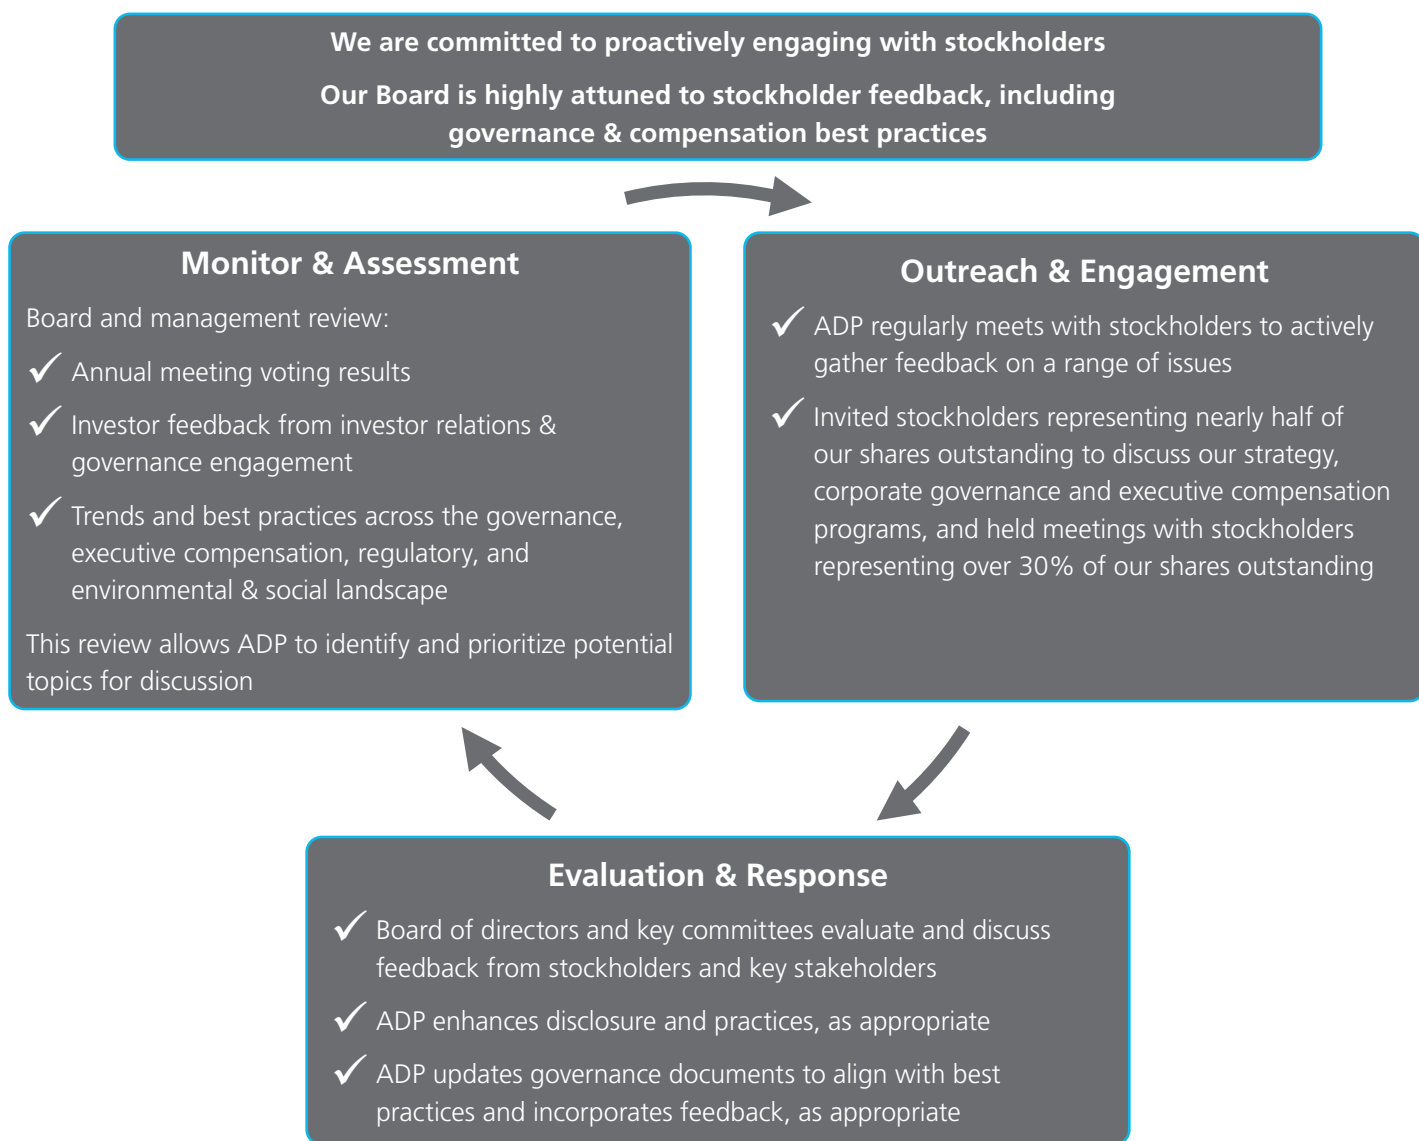 We are committed to proactively engaging with stockholders
Our Board is highly attuned to stockholder feedback, including
governance & compensation best practices
Monitor & Assessment
Board and management review:
Annual meeting voting results
Investor feedback from investor relations &
governance engagement
Trends and best practices across the governance,
executive compensation, regulatory, and
environmental & social landscape
This review allows ADP to identify and prioritize potential
topics for discussion
Outreach & Engagement
ADP regularly meets with stockholders to actively
gather feedback on a range of issues
Invited stockholders representing nearly half of
our shares outstanding to discuss our strategy,
corporate governance and executive compensation
programs, and held meetings with stockholders
representing over 30% of our shares outstanding
Evaluation & Response
Board of directors and key committees evaluate and discuss
feedback from stockholders and key stakeholders
ADP enhances disclosure and practices, as appropriate
ADP updates governance documents to align with best
practices and incorporates feedback, as appropriate